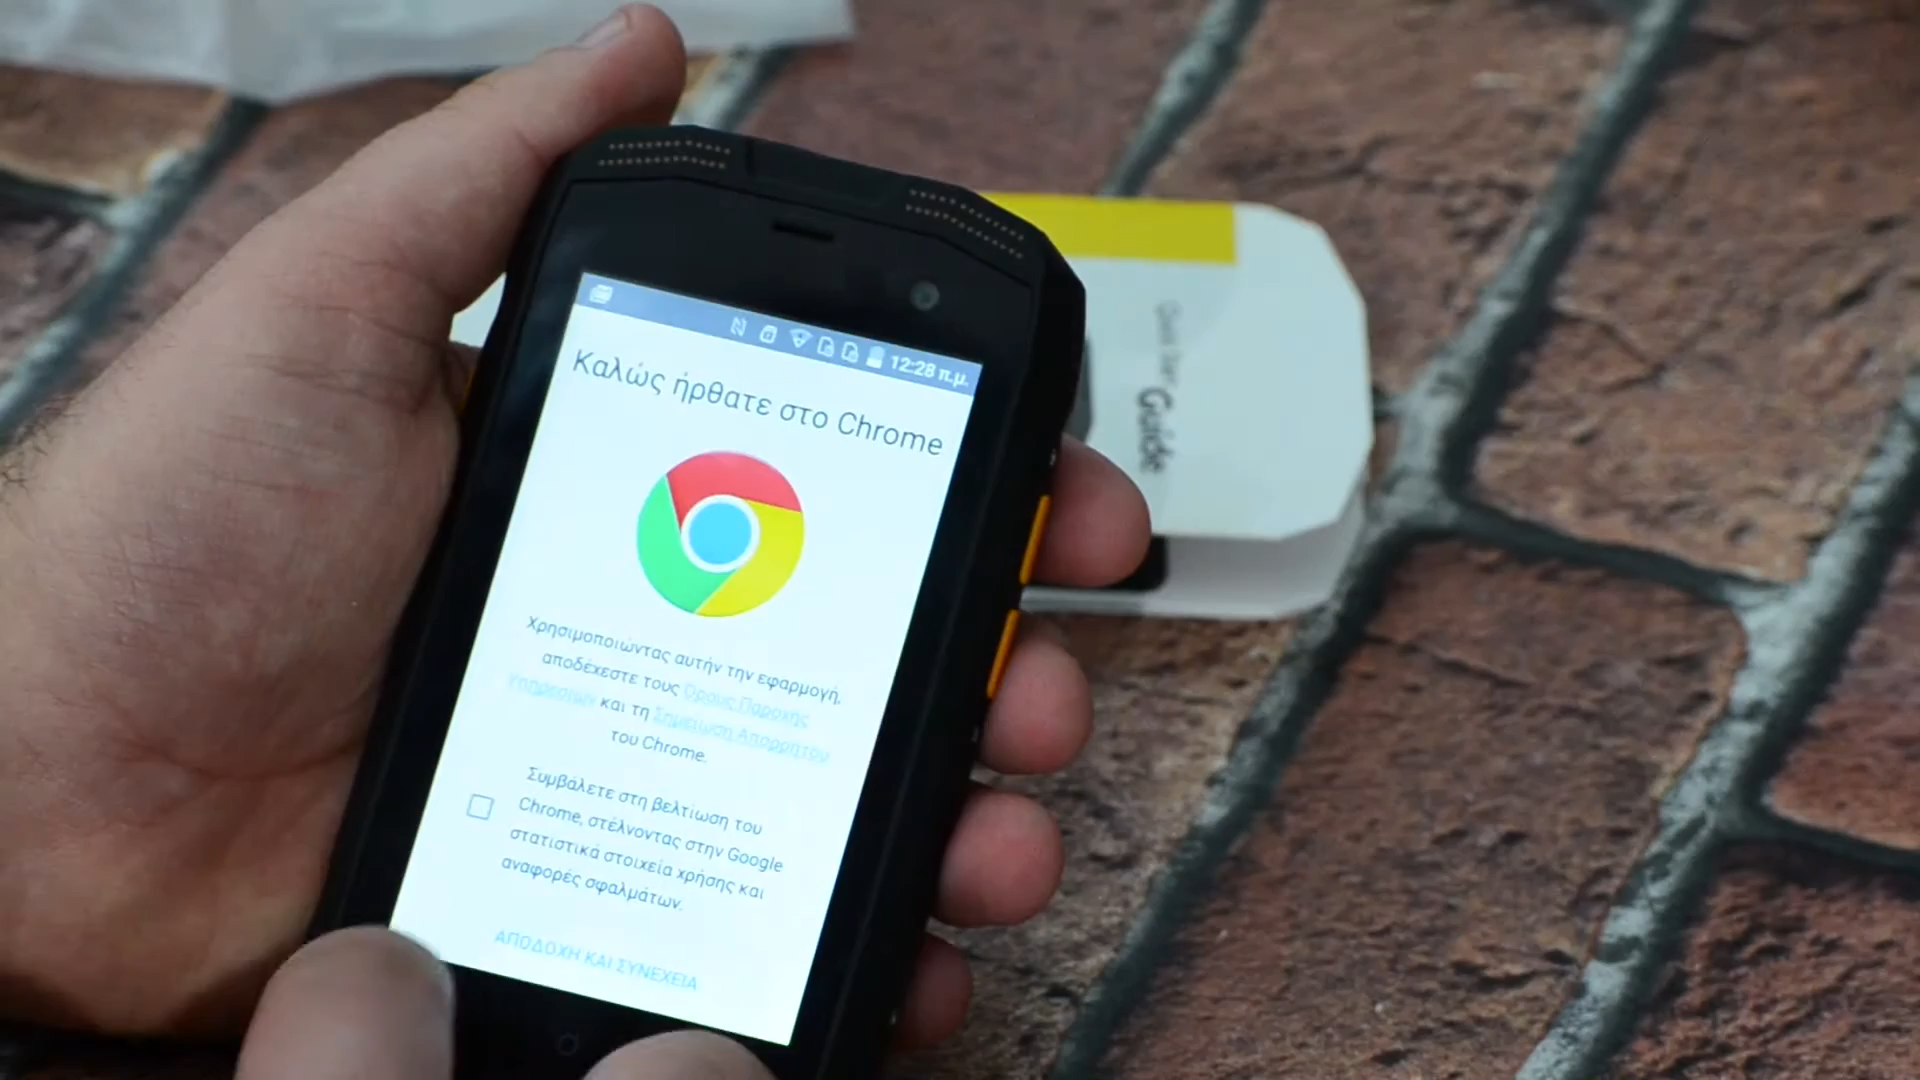 12:28 π.μ.
Καλώς ήρθατε στο Chrome
Χρησιμοποιώντας αυτήν την εφαρμογή,
αποδέχεστε τους Όρους Παροχής
Υπηρεσιών και τη Σημείωση Απορρήτου
του Chrome.
Συμβάλετε στη βελτίωση του
Chrome, στέλνοντας στην Google
στατιστικά στοιχεία χρήσης και
αναφορές σφαλμάτων.
ΑΠΟΔΟΧΗ ΚΑΙ ΣΥΝΕΧΕΙΑ
Guide